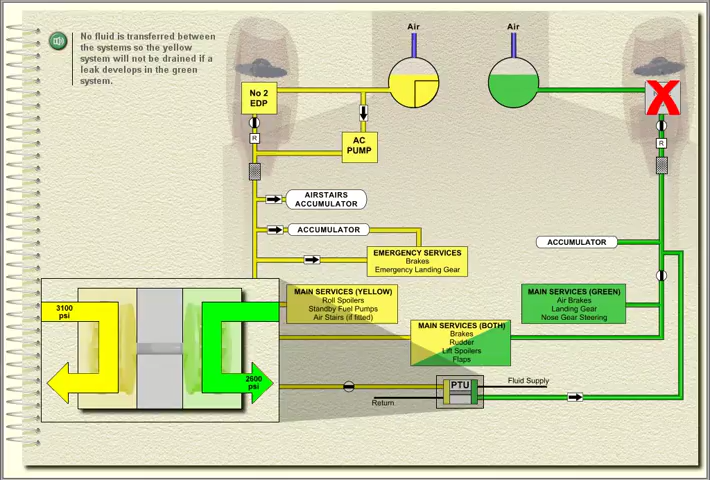 No fluid is transferred between
the systems so the yellow
system will not be drained if a
leak develops in the green
system.
Air
Air
No 2
EDP
R
R
AC
PUMP
AIRSTAIRS
ACCUMULATOR
ACCUMULATOR
ACCUMULATOR
EMERGENCY SERVICES
Brakes
Emergency Landing Gear
MAIN SERVICES (YELLOW)
Roll Spoilers
Standby Fuel Pumps
Air Stairs (if fitted)
MAIN SERVICES (GREEN)
Air Brakes
Landing Gear
Nose Gear Steering
3100
psi
MAIN SERVICES (BOTH)
Brakes
Rudder
Lift Spoilers
Flaps
2600
psi
PTU
Fluid Supply
Return